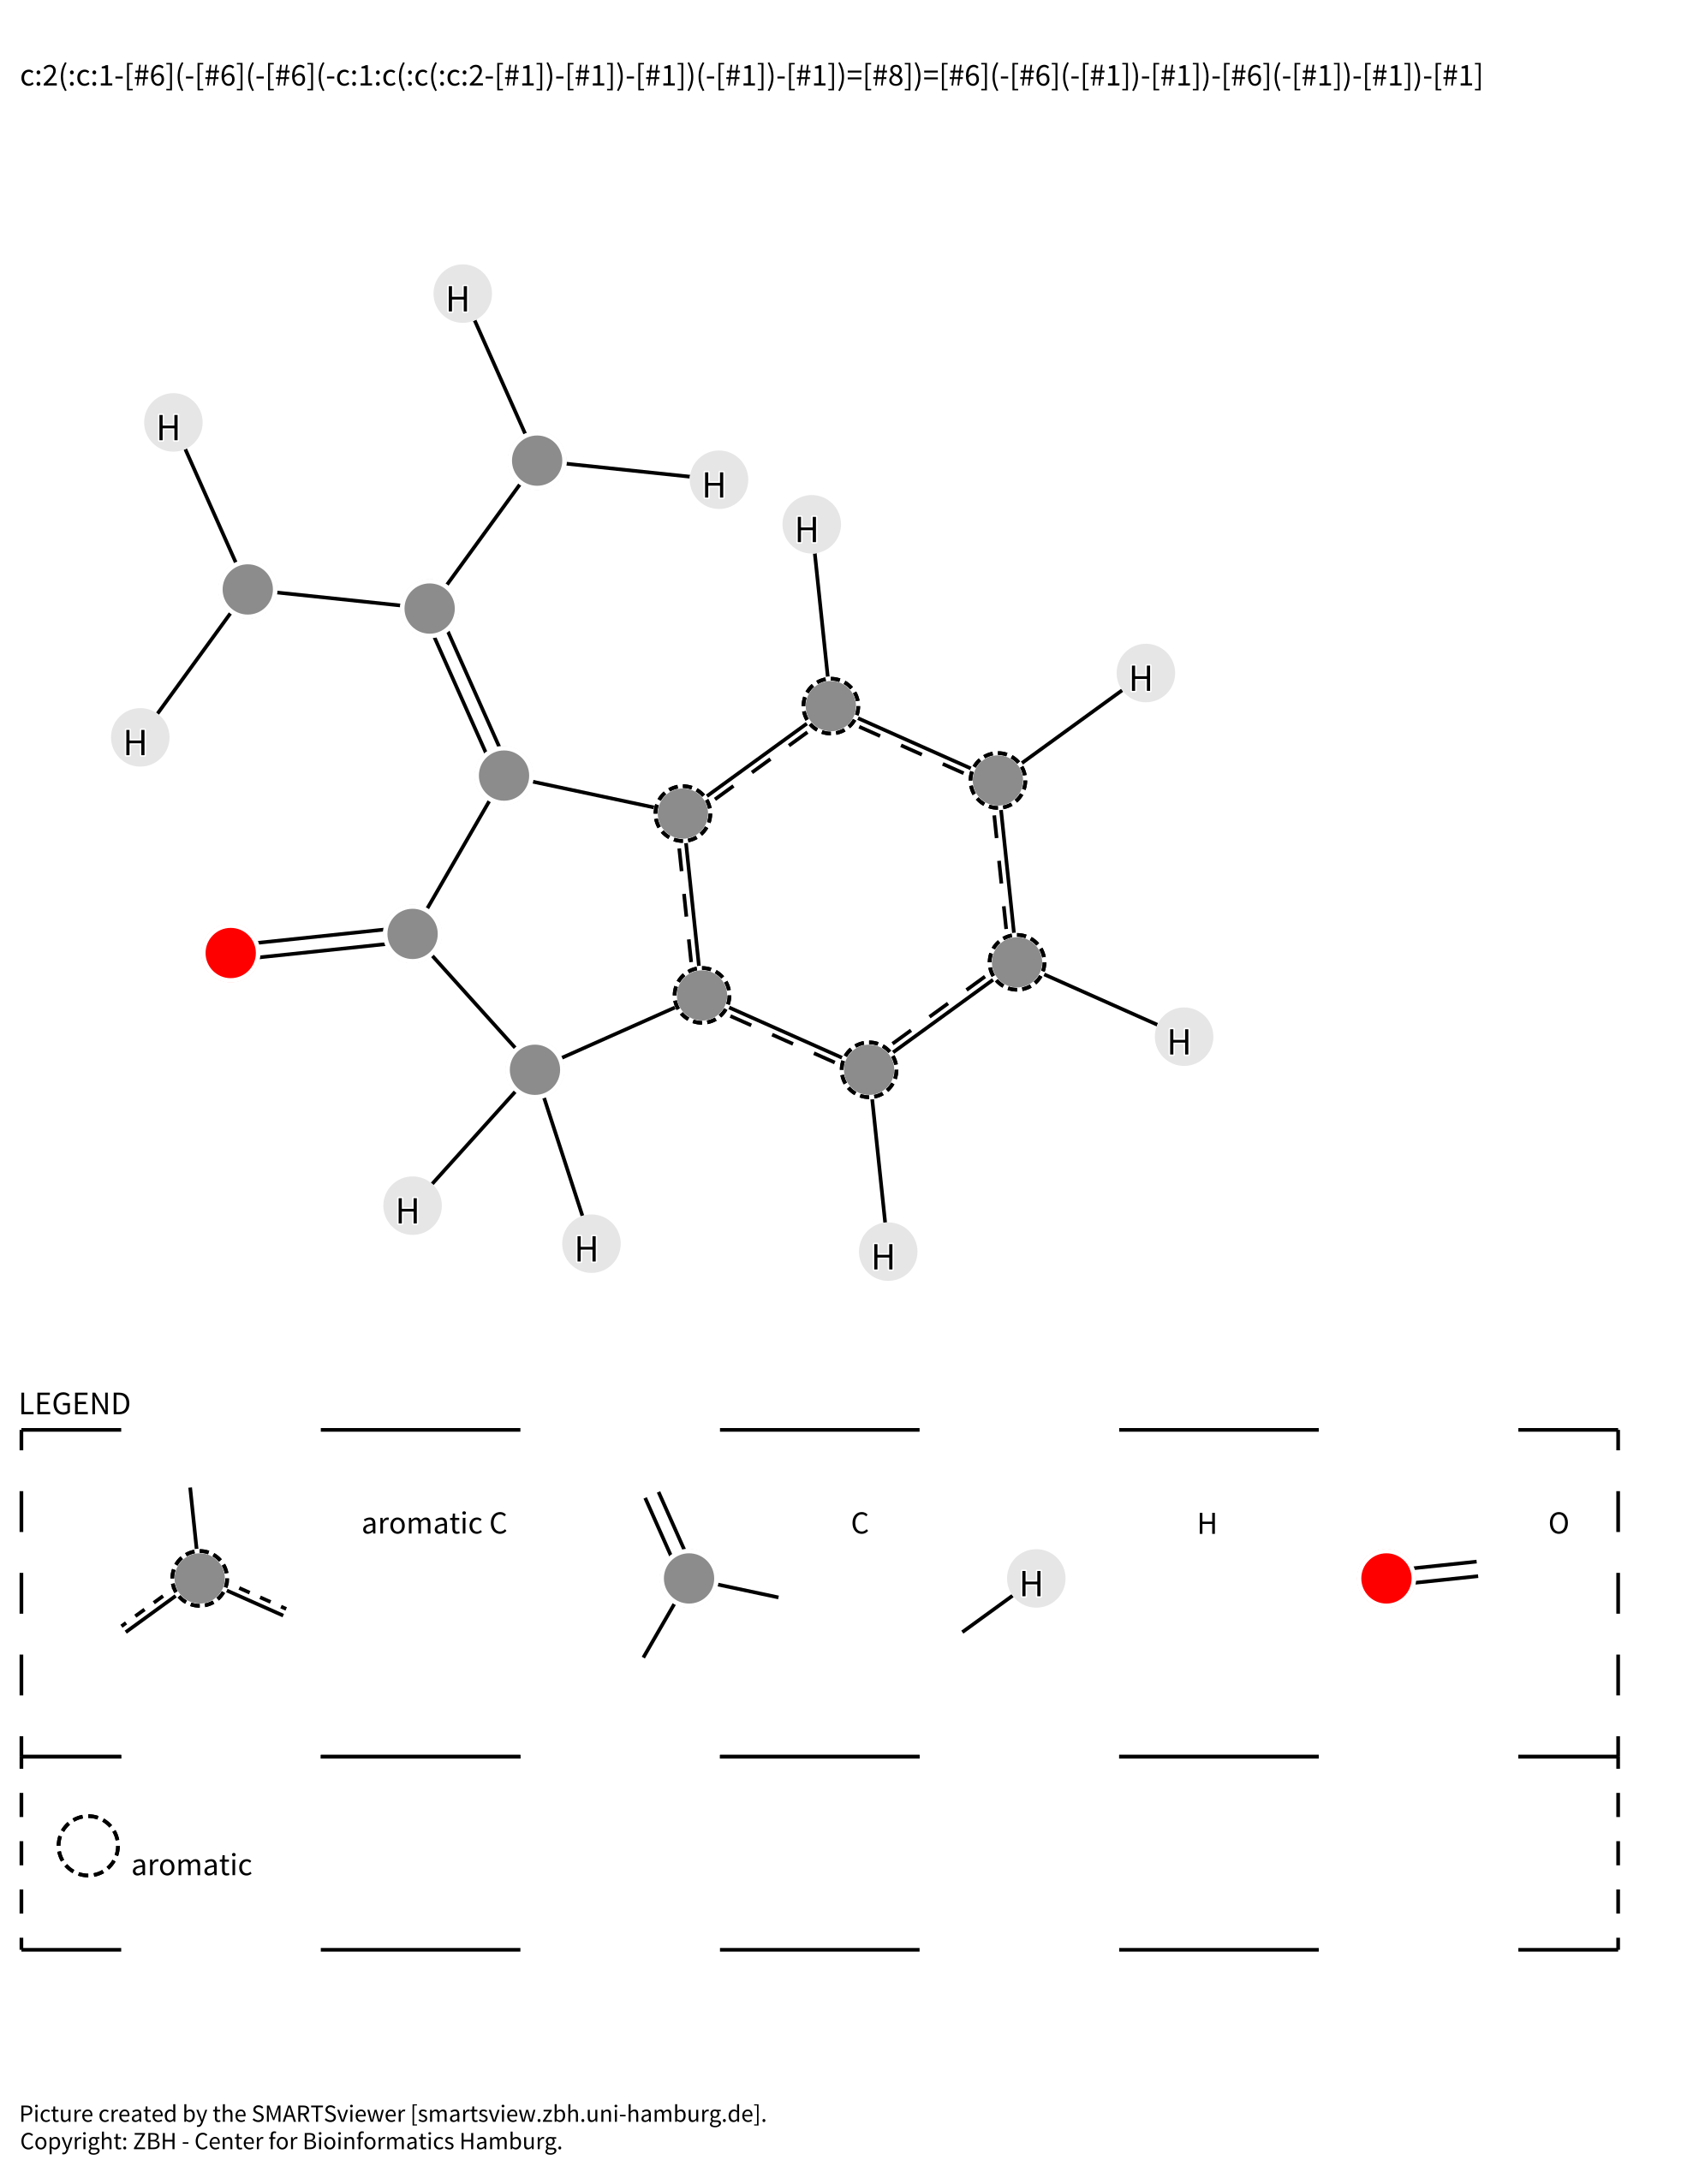 c:2(:c:1-[#6](-[#6](-[#6](-c:1:c(:c(:c:2-[#1])-[#1])-[#1])(-[#1])-[#1])=[#8])=[#6](-[#6](-[#1])-[#1])-[#6](-[#1])-[#1])-[#1]
H
H
H
H
H
H
H
H
H
H
LEGEND
aromatic C
C
H
H
O
aromatic
Picture created by the SMARTSviewer [smartsview.zbh.uni-hamburg.de].
Copyright: ZBH - Center for Bioinformatics Hamburg.